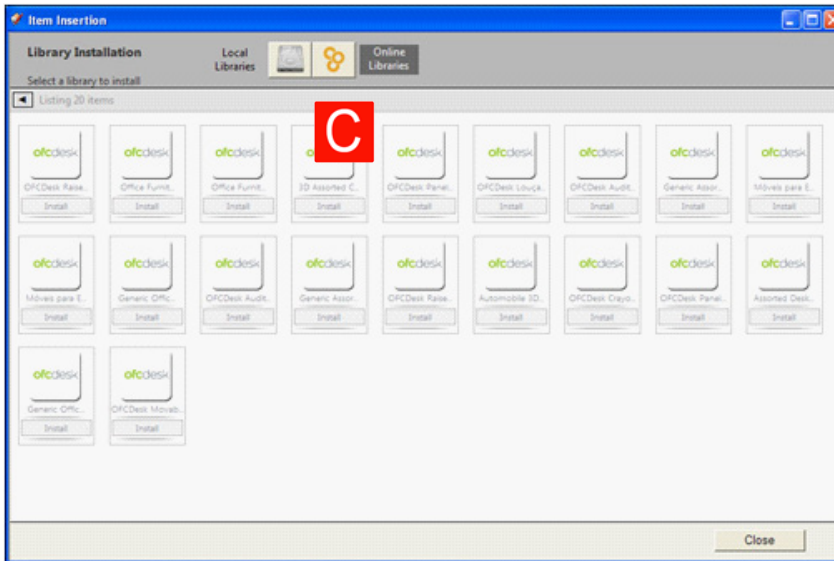 Item Insertion
Library Installation
Select a library to install
Local
Libraries
Online
Libraries
Listing 20 items
C
ofcdesk ofcdesk ofcdesk ofcdesk ofcdesk ofcdesk ofcdesk ofcdesk
OFCDesk Raise.. Office Furnit.. Office Furnit.. 3D Assorted C.. OFCDesk Panel.. OFCDesk Louça.. OFCDesk Audit.. Generic Assor.. Móveis para E..
Install Install Install Install Install Install Install Install Install
ofcdesk ofcdesk ofcdesk ofcdesk ofcdesk ofcdesk ofcdesk ofcdesk ofcdesk
Móveis para E.. Generic Offic.. OFCDesk Audit.. Generic Assor.. OFCDesk Raise.. Automobile 3D.. OFCDesk Crayo.. OFCDesk Panel.. Assorted Desk..
Install Install Install Install Install Install Install Install Install
ofcdesk ofcdesk
Generic Offic.. OFCDesk Movab..
Install Install
Close